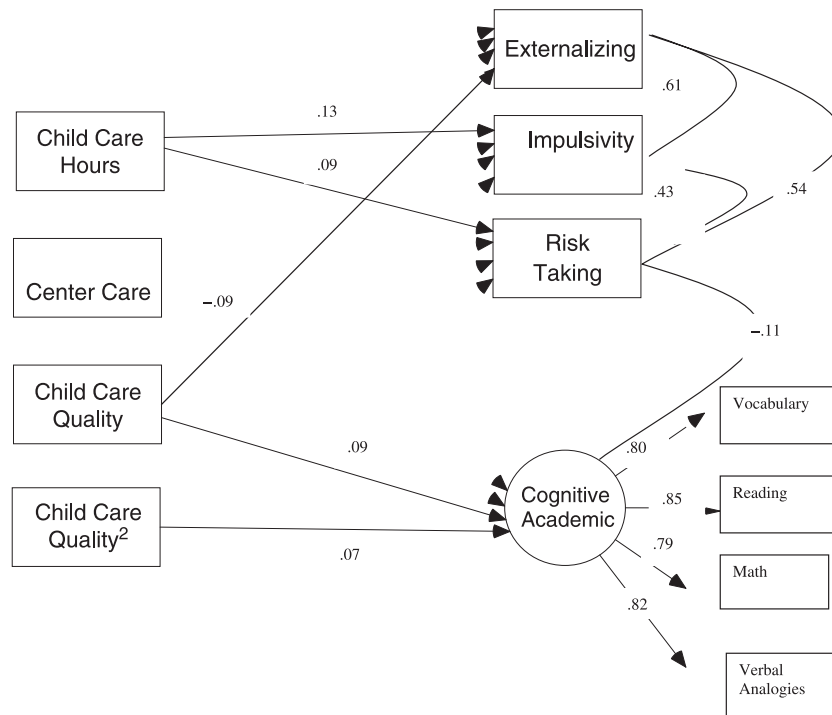 Externalizing
.61
.13
Child Care
Hours
Impulsivity
.09
.43
.54
Risk
Taking
Center Care
−.09
−.11
Child Care
Quality
Vocabulary
.09
.80
Cognitive
Academic
Reading
.85
Child Care
Quality²
.07
.79
Math
.82
Verbal
Analogies